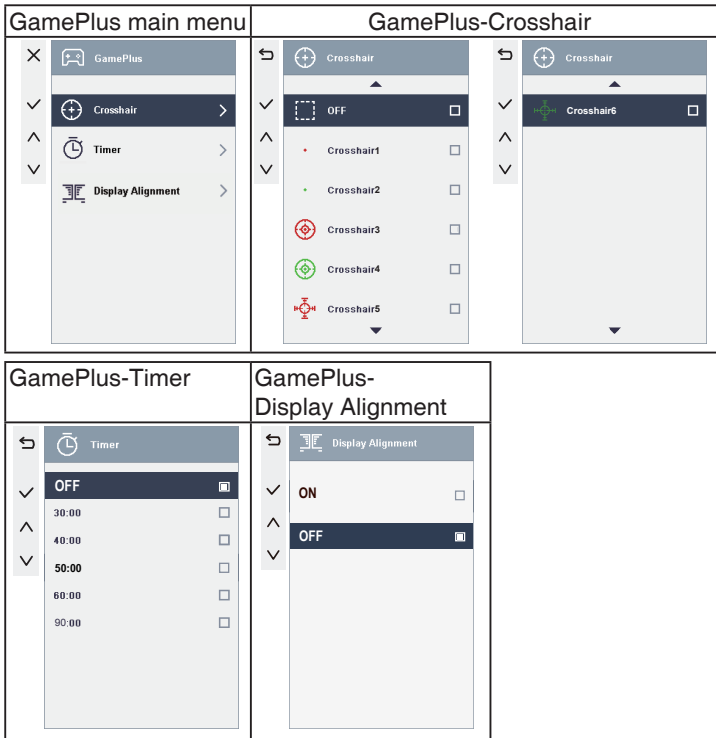 GamePlus main menu
GamePlus-Crosshair
GamePlus
Crosshair
Timer
Display Alignment
Crosshair
OFF
Crosshair1
Crosshair2
Crosshair3
Crosshair4
Crosshair5
Crosshair
Crosshair6
GamePlus-Timer
GamePlus-
Display Alignment
Timer
OFF
30:00
40:00
50:00
60:00
90:00
Display Alignment
ON
OFF